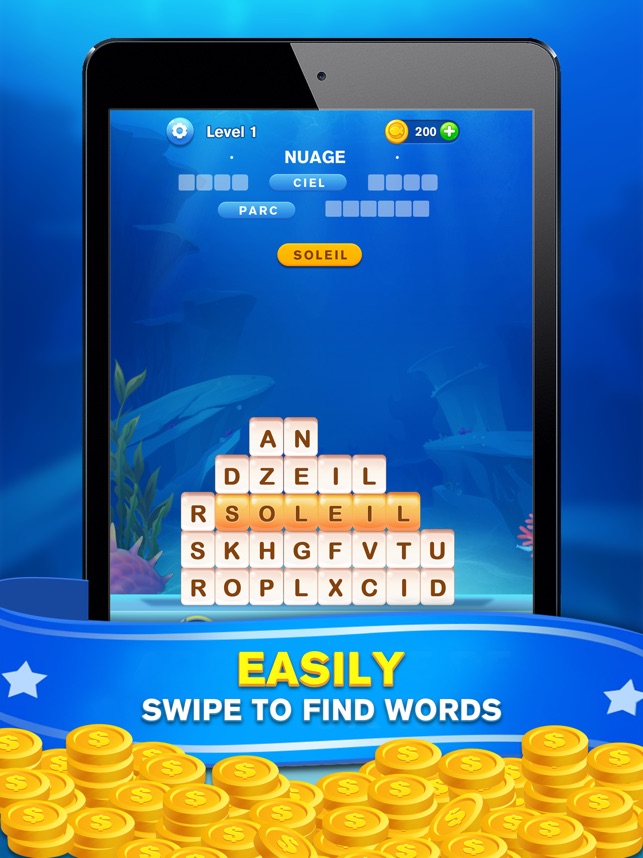 Level 1
200
NUAGE
CIEL
PARC
SOLEIL
A N
D Z E I L
R S O L E I L
S K H G F V T U
R O P L X C I D
EASILY
SWIPE TO FIND WORDS